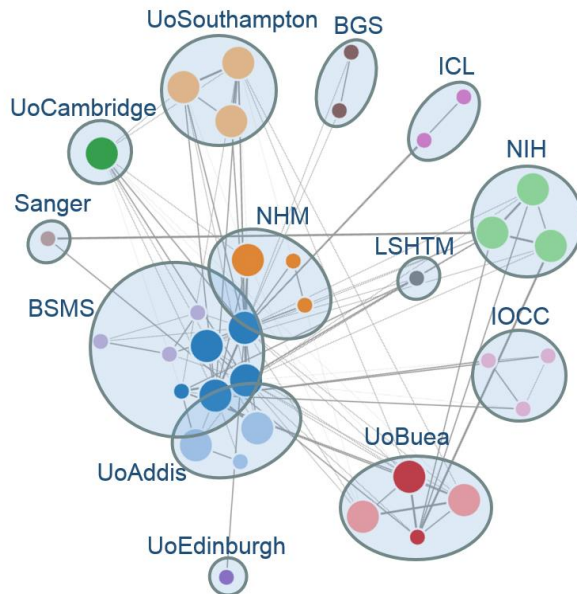 UoSouthampton
BGS
ICL
UoCambridge
NIH
Sanger
NHM
LSHTM
BSMS
IOCC
UoBuea
UoAddis
UoEdinburgh